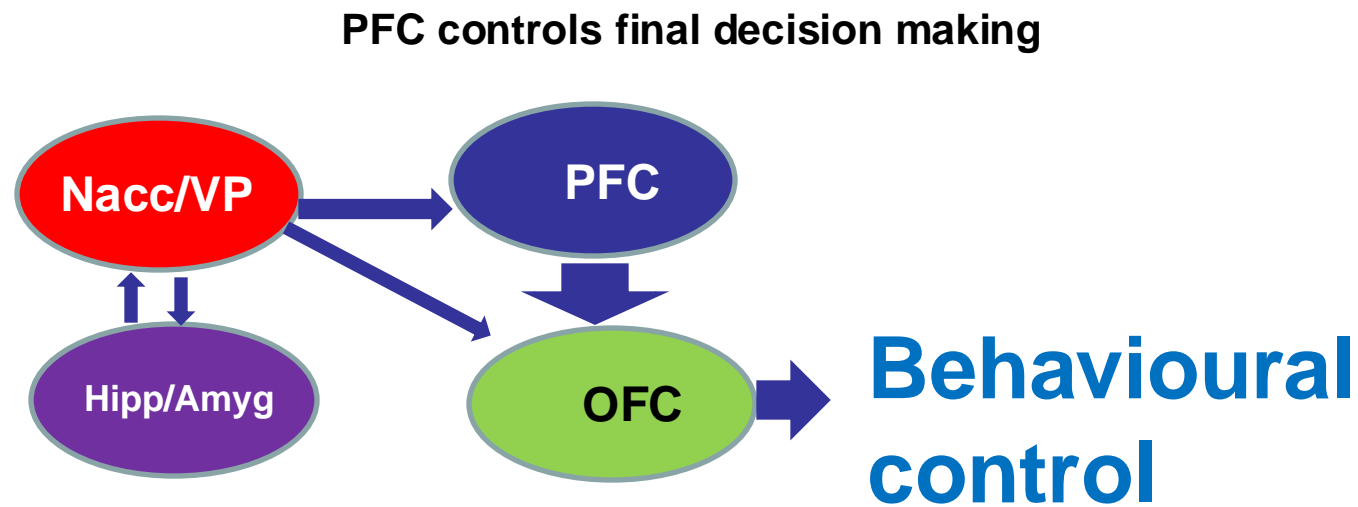 PFC controls final decision making
Nacc/VP
PFC
Hipp/Amyg
OFC
Behavioural
control